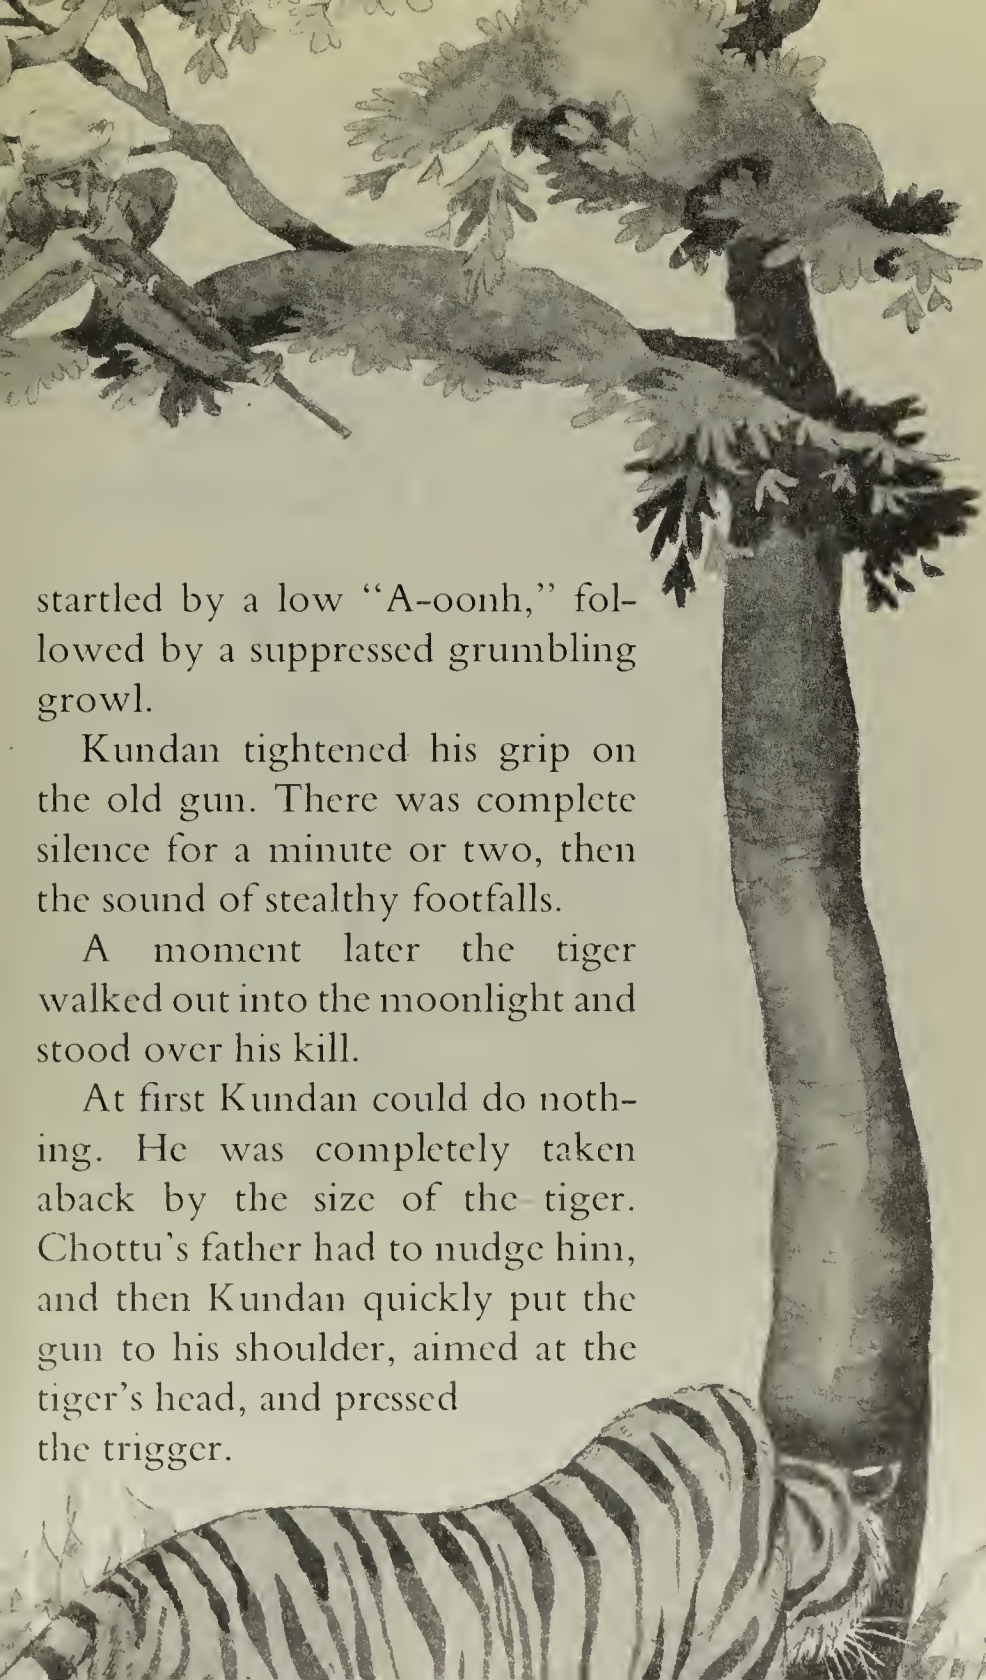 startled by a low “A-oonh,” fol-
lowed by a suppressed grumbling
growl.
Kundan tightened his grip on
the old gun. There was complete
silence for a minute or two, then
the sound of stealthy footfalls.
A moment later the tiger
walked out into the moonlight and
stood over his kill.
At first Kundan could do noth-
ing. He was completely taken
aback by the size of the tiger.
Chottu’s father had to nudge him,
and then Kundan quickly put the
gun to his shoulder, aimed at the
tiger’s head, and pressed
the trigger.